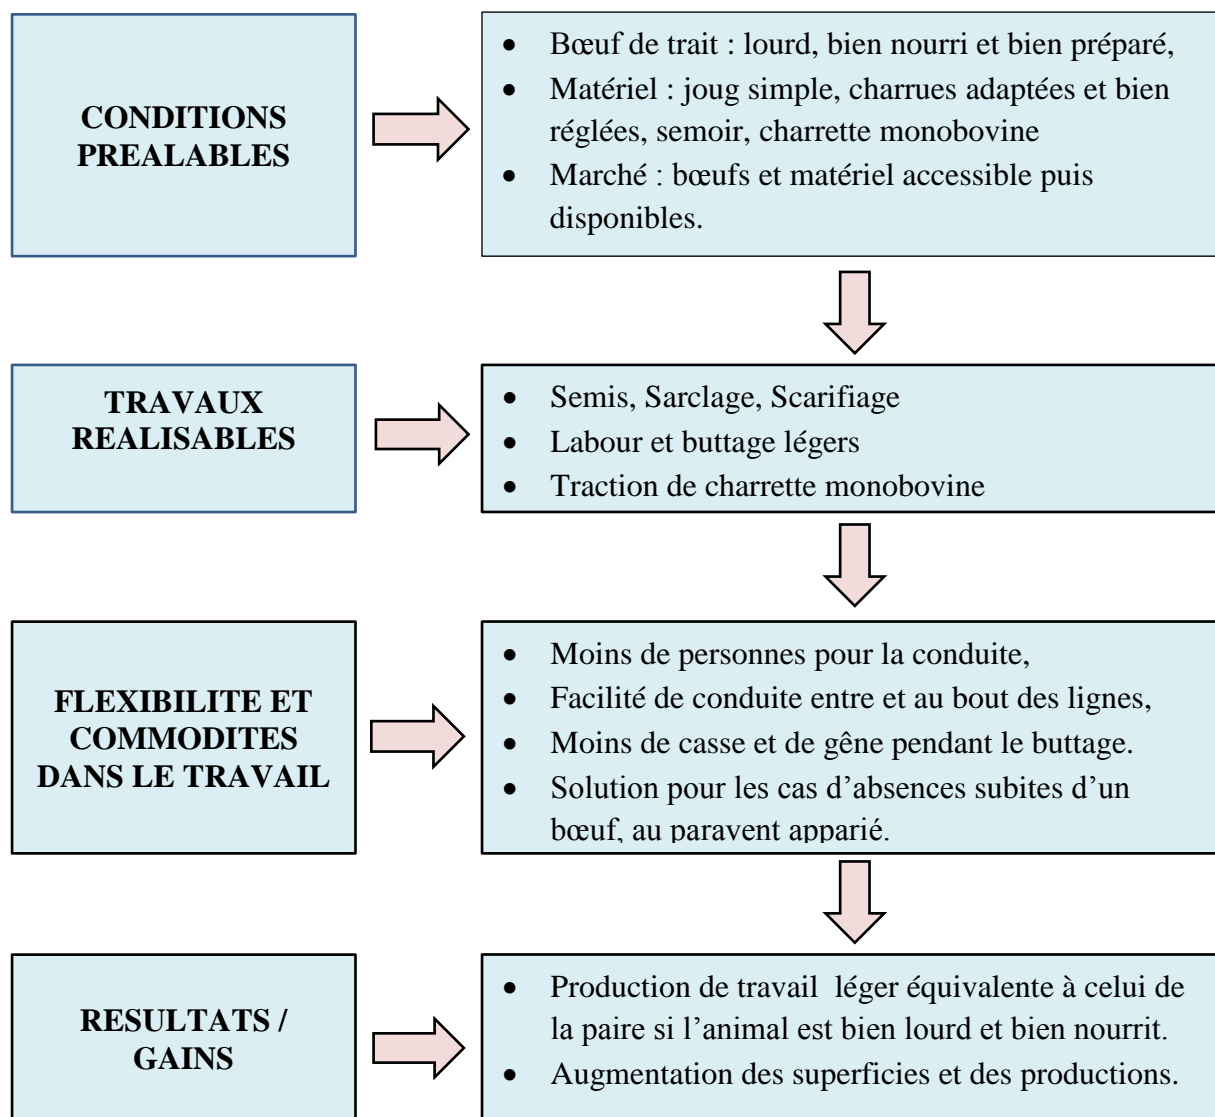 CONDITIONS
PREALABLES
• Bœuf de trait : lourd, bien nourri et bien préparé,
• Matériel : joug simple, charrues adaptées et bien
réglées, semoir, charrette monobovine
• Marché : bœufs et matériel accessible puis
disponibles.
TRAVAUX
REALISABLES
• Semis, Sarclage, Scarifiage
• Labour et buttage légers
• Traction de charrette monobovine
FLEXIBILITE ET
COMMODITES
DANS LE TRAVAIL
• Moins de personnes pour la conduite,
• Facilité de conduite entre et au bout des lignes,
• Moins de casse et de gêne pendant le buttage.
• Solution pour les cas d’absences subites d’un
bœuf, au paravent apparié.
RESULTATS /
GAINS
• Production de travail léger équivalente à celui de
la paire si l’animal est bien lourd et bien nourrit.
• Augmentation des superficies et des productions.